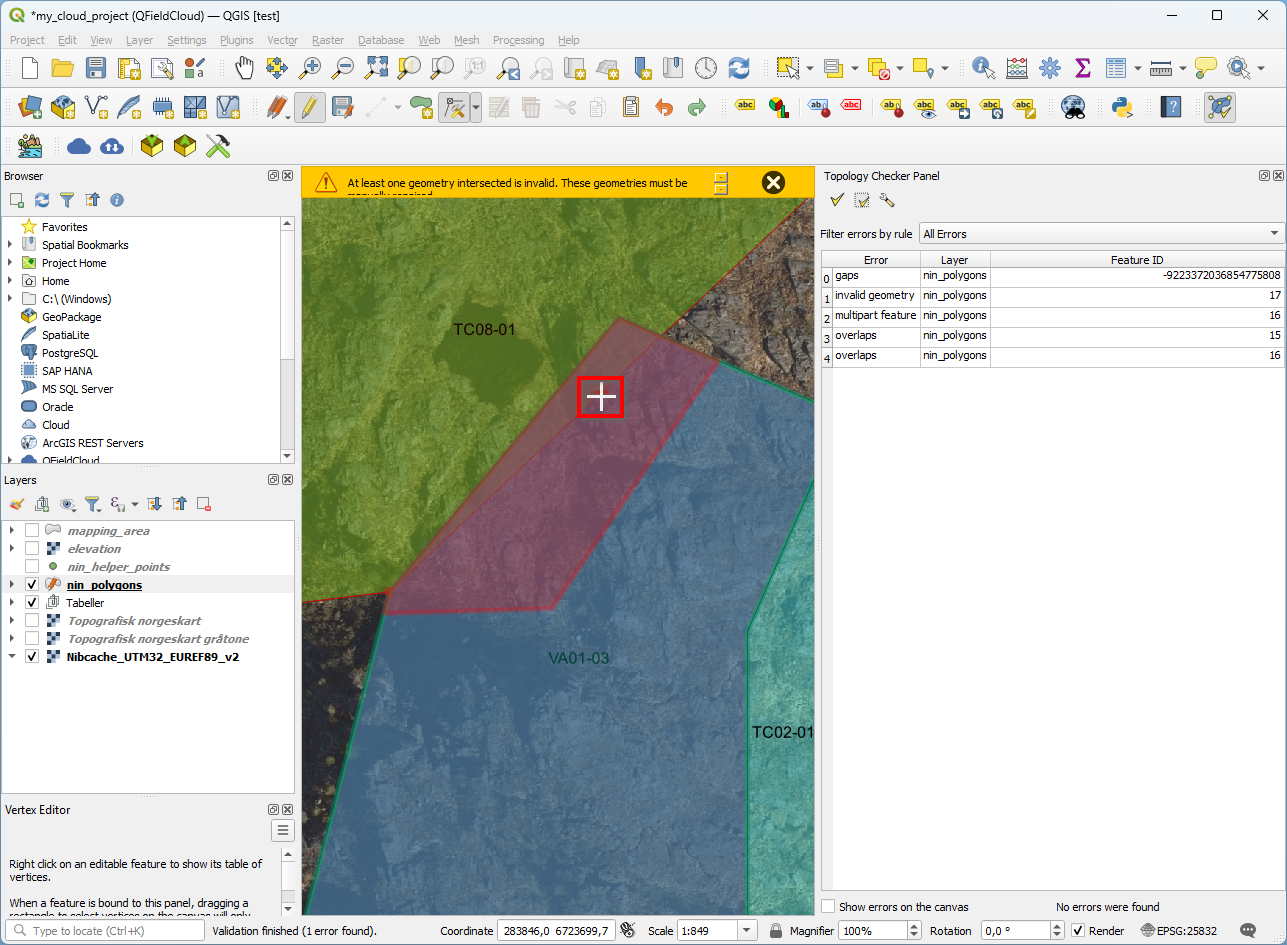 *my_cloud_project (QFieldCloud) — QGIS [test]
Project Edit View Layer Settings Plugins Vector Raster Database Web Mesh Processing Help
Browser
Favorites
Spatial Bookmarks
Project Home
Home
C:\ (Windows)
GeoPackage
SpatiaLite
PostgreSQL
SAP HANA
MS SQL Server
Oracle
Cloud
ArcGIS REST Servers
QFieldCloud
Layers
mapping_area
elevation
nin_helper_points
nin_polygons
Tabeller
Topografisk norgeskart
Topografisk norgeskart gråtone
Nibcache_UTM32_EUREF89_v2
Vertex Editor
Right click on an editable feature to show its table of
vertices.
When a feature is bound to this panel, dragging a
rectangle to select vertices on the canvas will only
At least one geometry intersected is invalid. These geometries must be
manually repaired.
TC08-01
VA01-03
TC02-01
Topology Checker Panel
Filter errors by rule All Errors
Error Layer Feature ID
0 gaps nin_polygons -9223372036854775808
1 invalid geometry nin_polygons 17
2 multipart feature nin_polygons 16
3 overlaps nin_polygons 15
4 overlaps nin_polygons 16
Show errors on the canvas No errors were found
Type to locate (Ctrl+K) Validation finished (1 error found). Coordinate 283846,0 6723699,7 Scale 1:849 Magnifier 100% Rotation 0,0 ° Render EPSG:25832